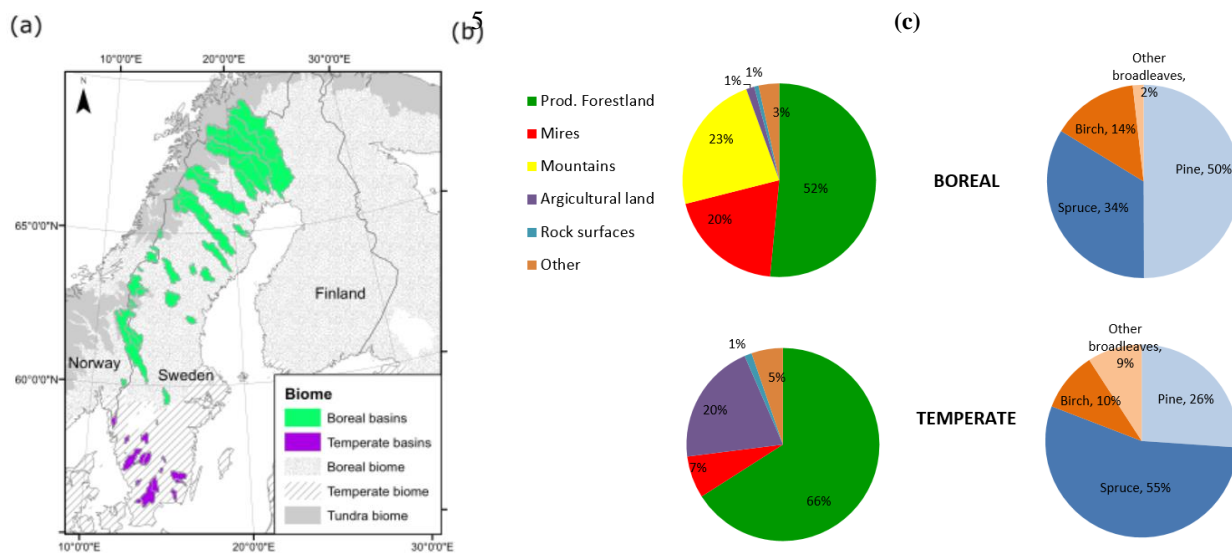 (a)
10°0'0"E
20°0'0"E
30°0'0"E
N
65°0'0"N
60°0'0"N
Finland
Norway
Sweden
Biome
Boreal basins
Temperate basins
Boreal biome
Temperate biome
Tundra biome
10°0'0"E
20°0'0"E
30°0'0"E
(b)
5
Prod. Forestland
Mires
Mountains
Argicultural land
Rock surfaces
Other
1%
1%
3%
23%
52%
20%
BOREAL
1%
5%
20%
7%
66%
TEMPERATE
(c)
Other
broadleaves,
2%
Birch, 14%
Pine, 50%
Spruce, 34%
Other
broadleaves,
9%
Birch, 10%
Pine, 26%
Spruce, 55%